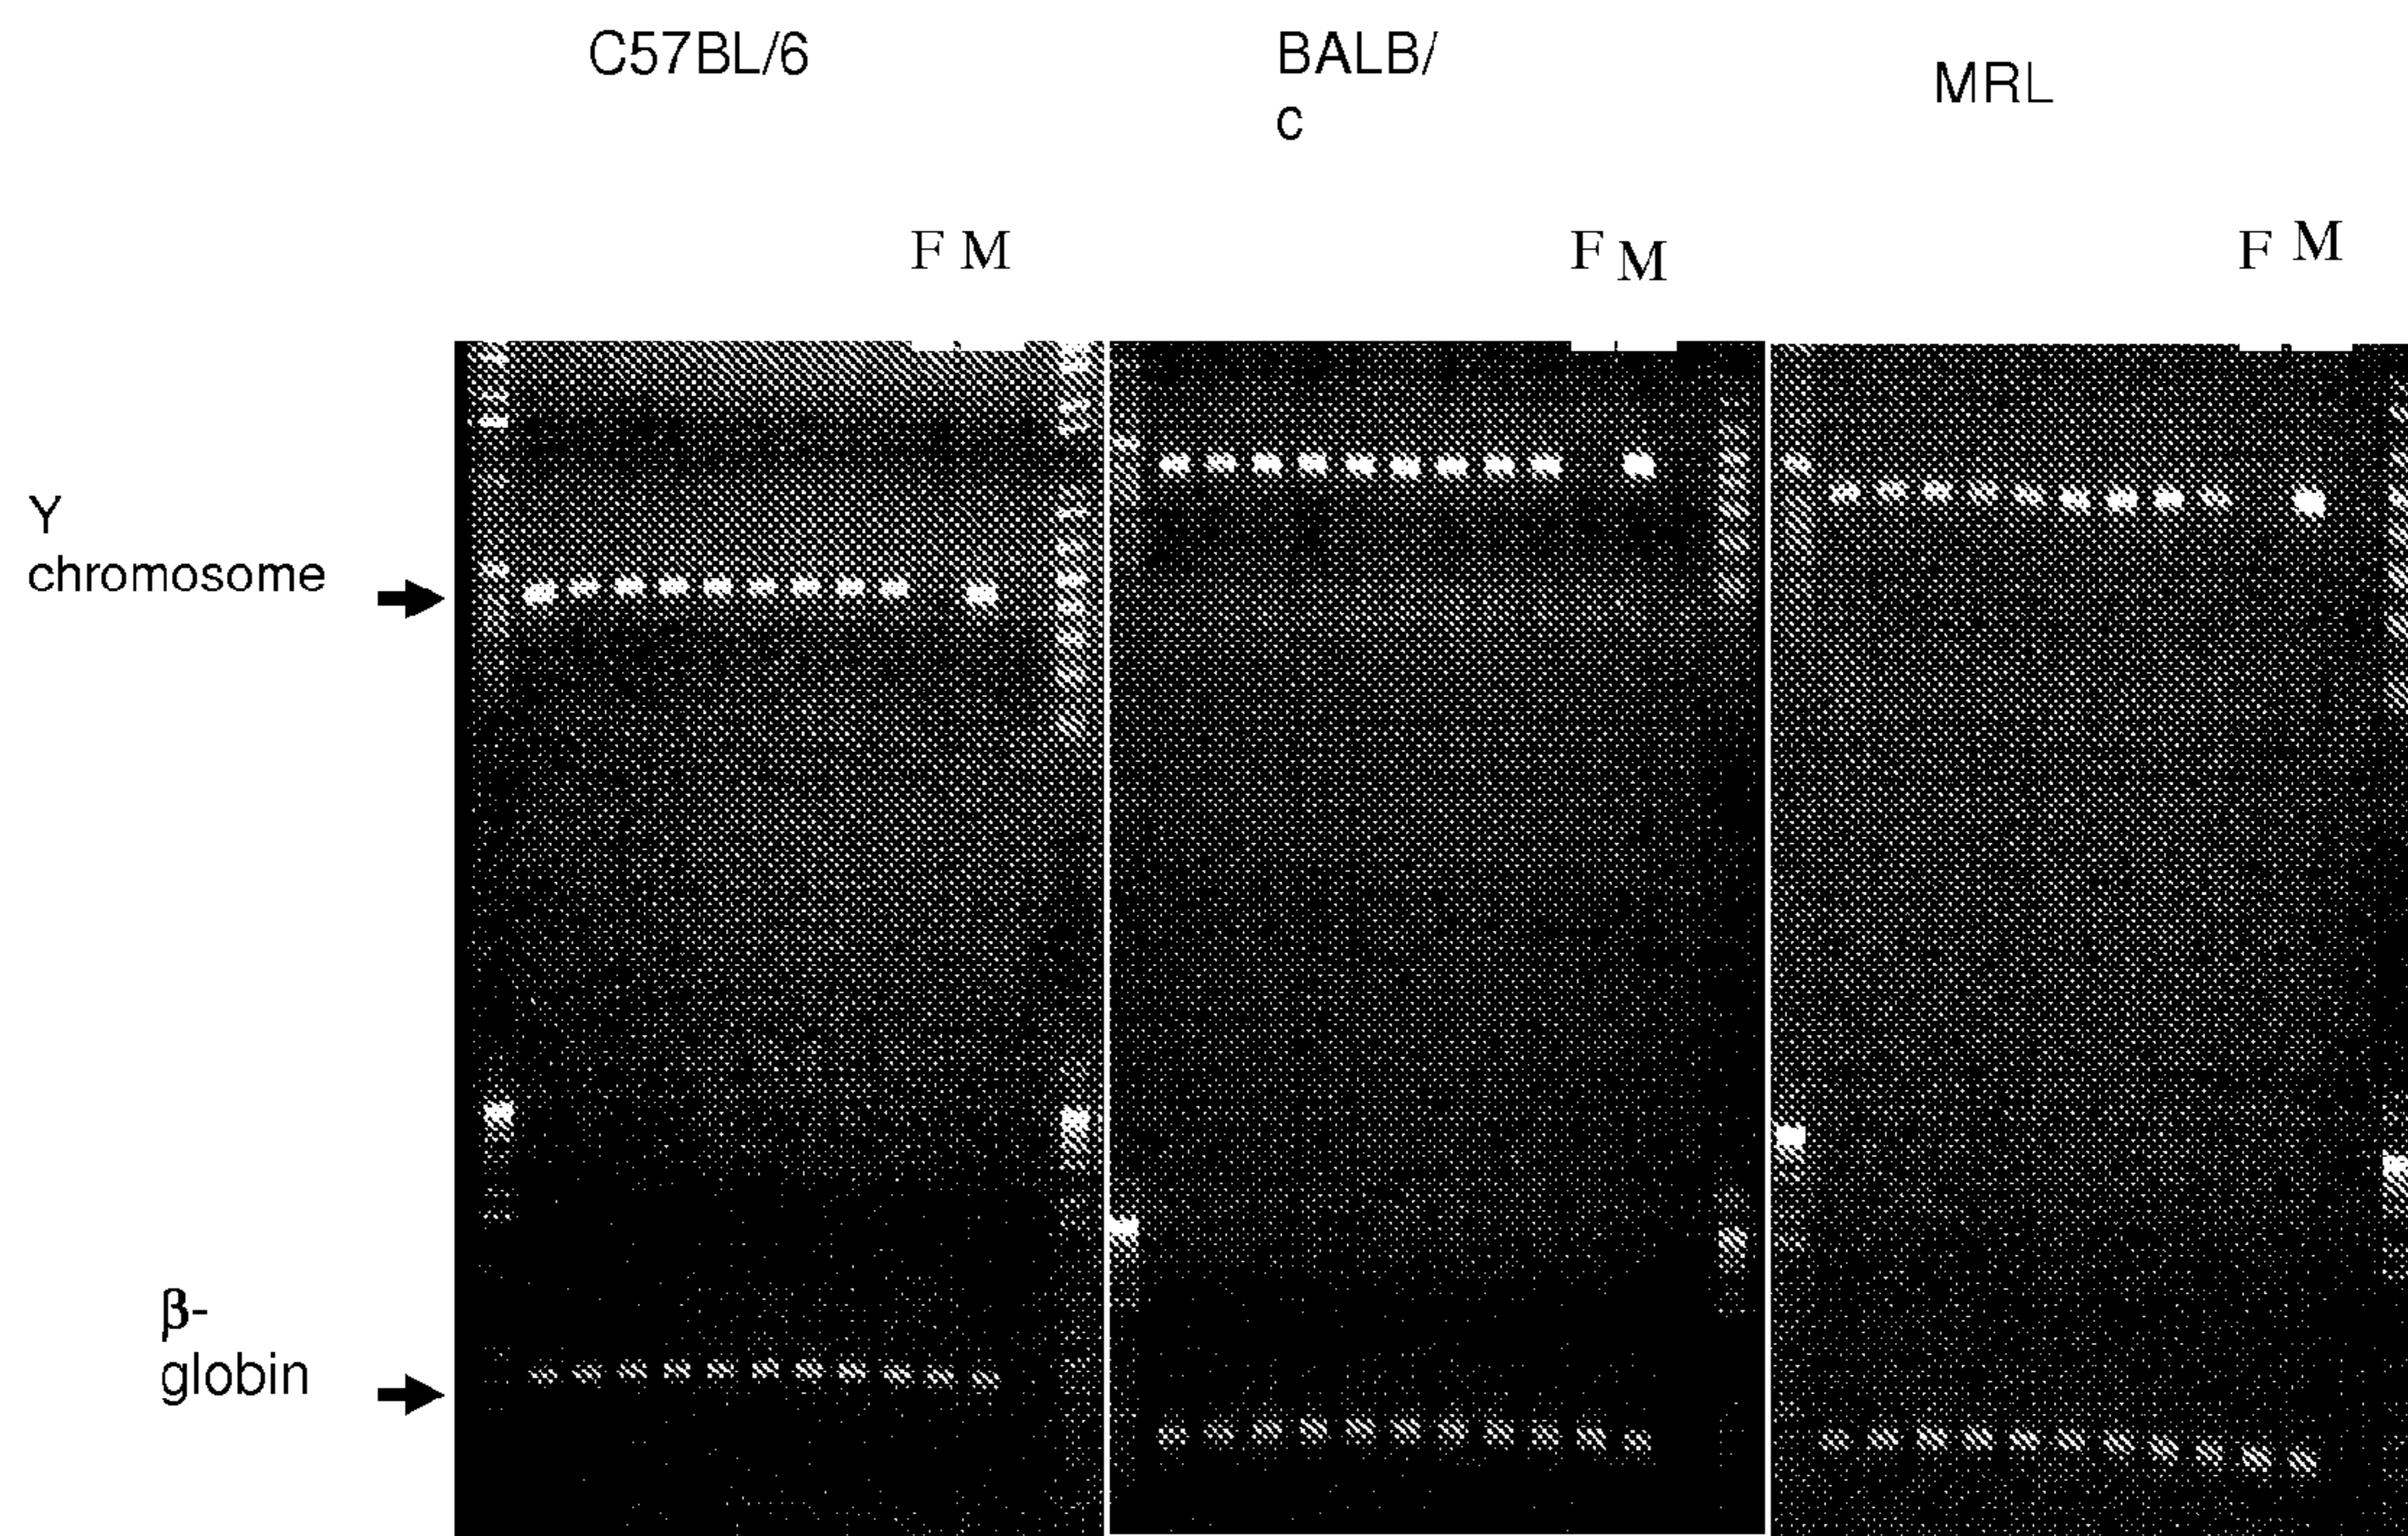 C57BL/6
BALB/
c
MRL
F M
F M
F M
Y
chromosome
β-
globin